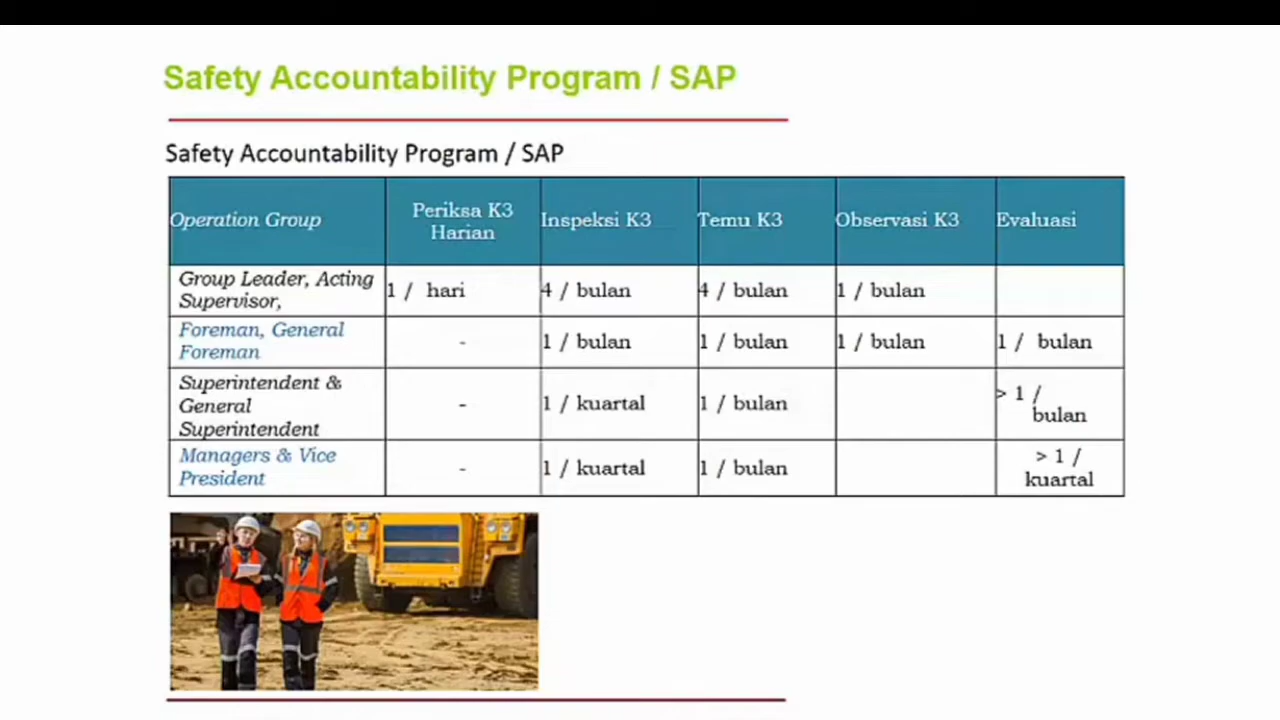 Safety Accountability Program / SAP
Safety Accountability Program / SAP
Operation Group
Periksa K3
Harian
Inspeksi K3
Temu K3
Observasi K3
Evaluasi
Group Leader, Acting
Supervisor,
1 / hari
4 / bulan
4 / bulan
1 / bulan
Foreman, General
Foreman
-
1 / bulan
1 / bulan
1 / bulan
1 / bulan
Superintendent &
General
Superintendent
-
1 / kuartal
1 / bulan
> 1 /
bulan
Managers & Vice
President
-
1 / kuartal
1 / bulan
> 1 /
kuartal